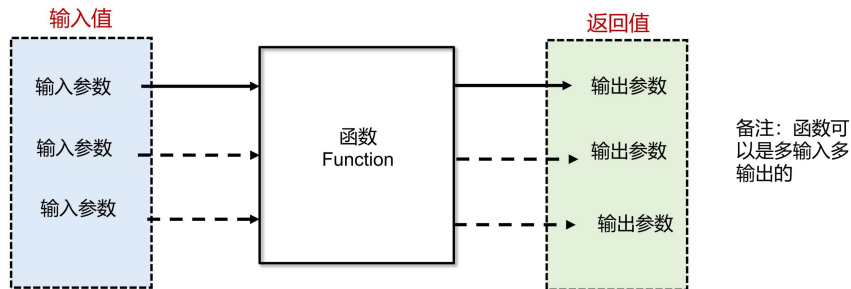 输入值
返回值
输入参数
输出参数
输入参数
输出参数
输入参数
输出参数
函数
Function
备注：函数可
以是多输入多
输出的